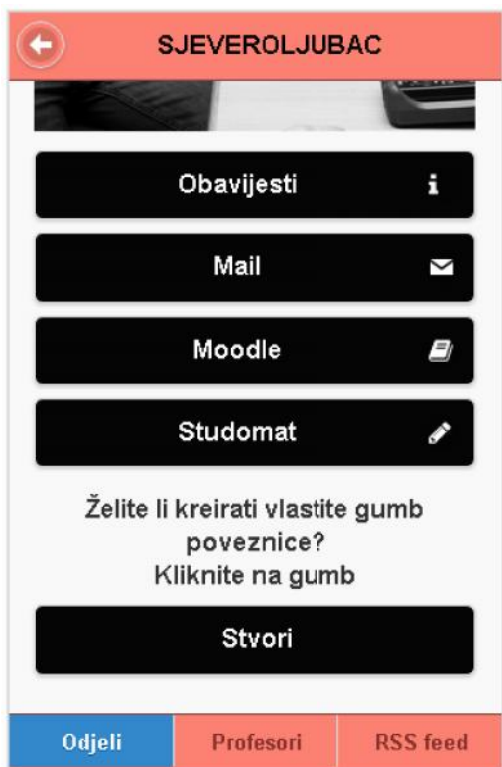 SJEVEROLJUBAC
Obavijesti
Mail
Moodle
Studomat
Želite li kreirati vlastite gumb
poveznice?
Kliknite na gumb
Stvori
Odjeli Profesori RSS feed